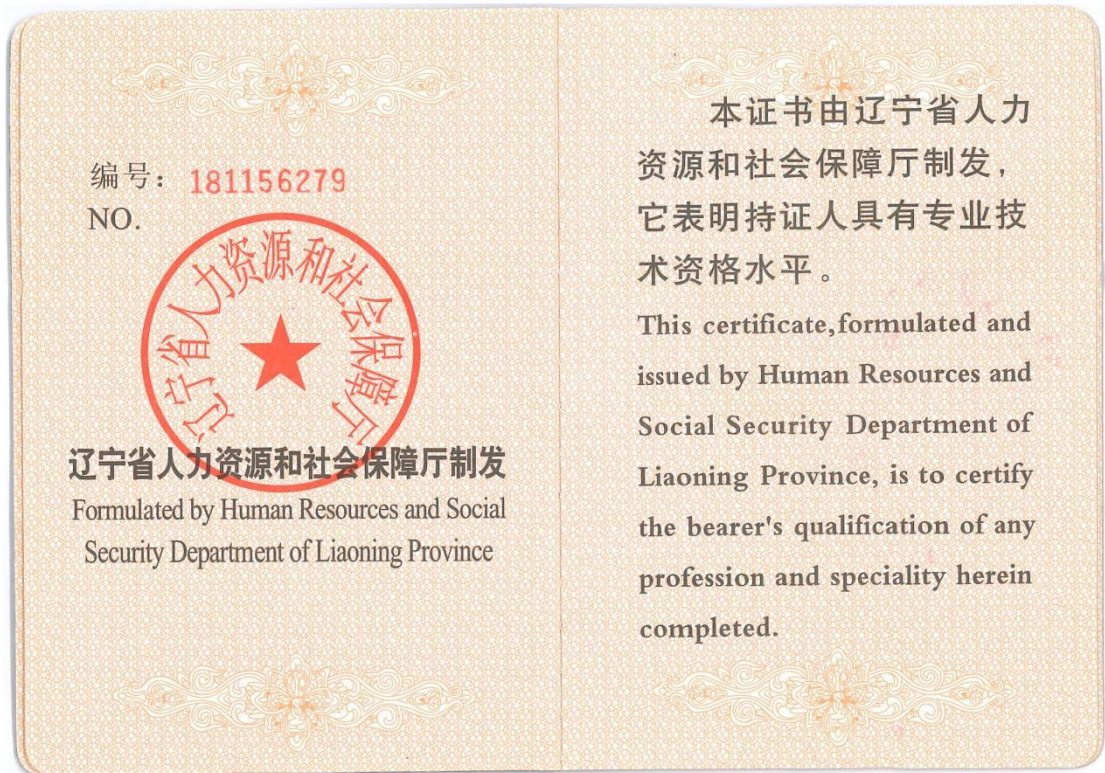 编号：181156279
NO.
辽宁省人力资源和社会保障厅
辽宁省人力资源和社会保障厅制发
Formulated by Human Resources and Social
Security Department of Liaoning Province
本证书由辽宁省人力
资源和社会保障厅制发，
它表明持证人具有专业技
术资格水平。
This certificate,formulated and
issued by Human Resources and
Social Security Department of
Liaoning Province, is to certify
the bearer's qualification of any
profession and speciality herein
completed.